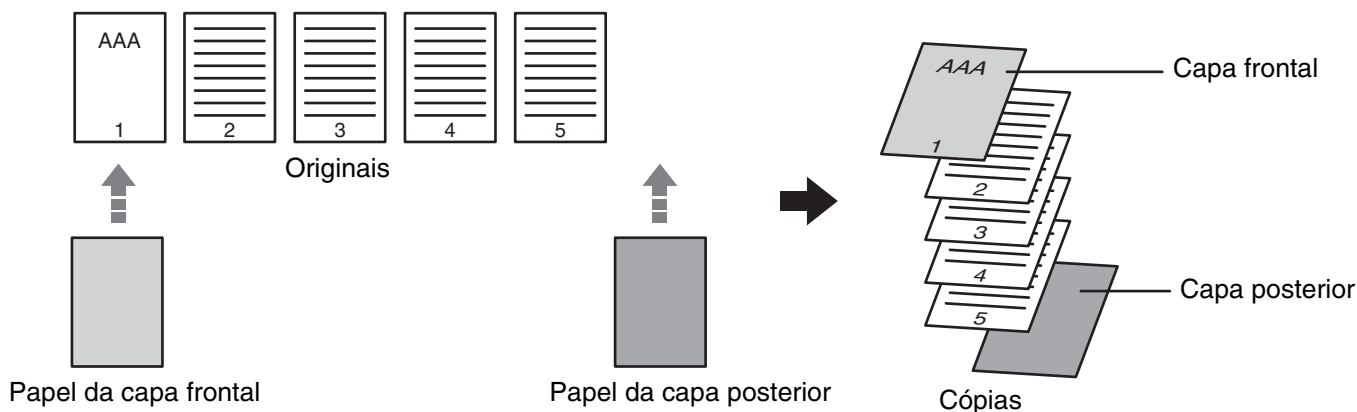 AAA
1
2
3
4
5
Originais
Papel da capa frontal
Papel da capa posterior
AAA
1
2
3
4
5
Capa frontal
Capa posterior
Cópias